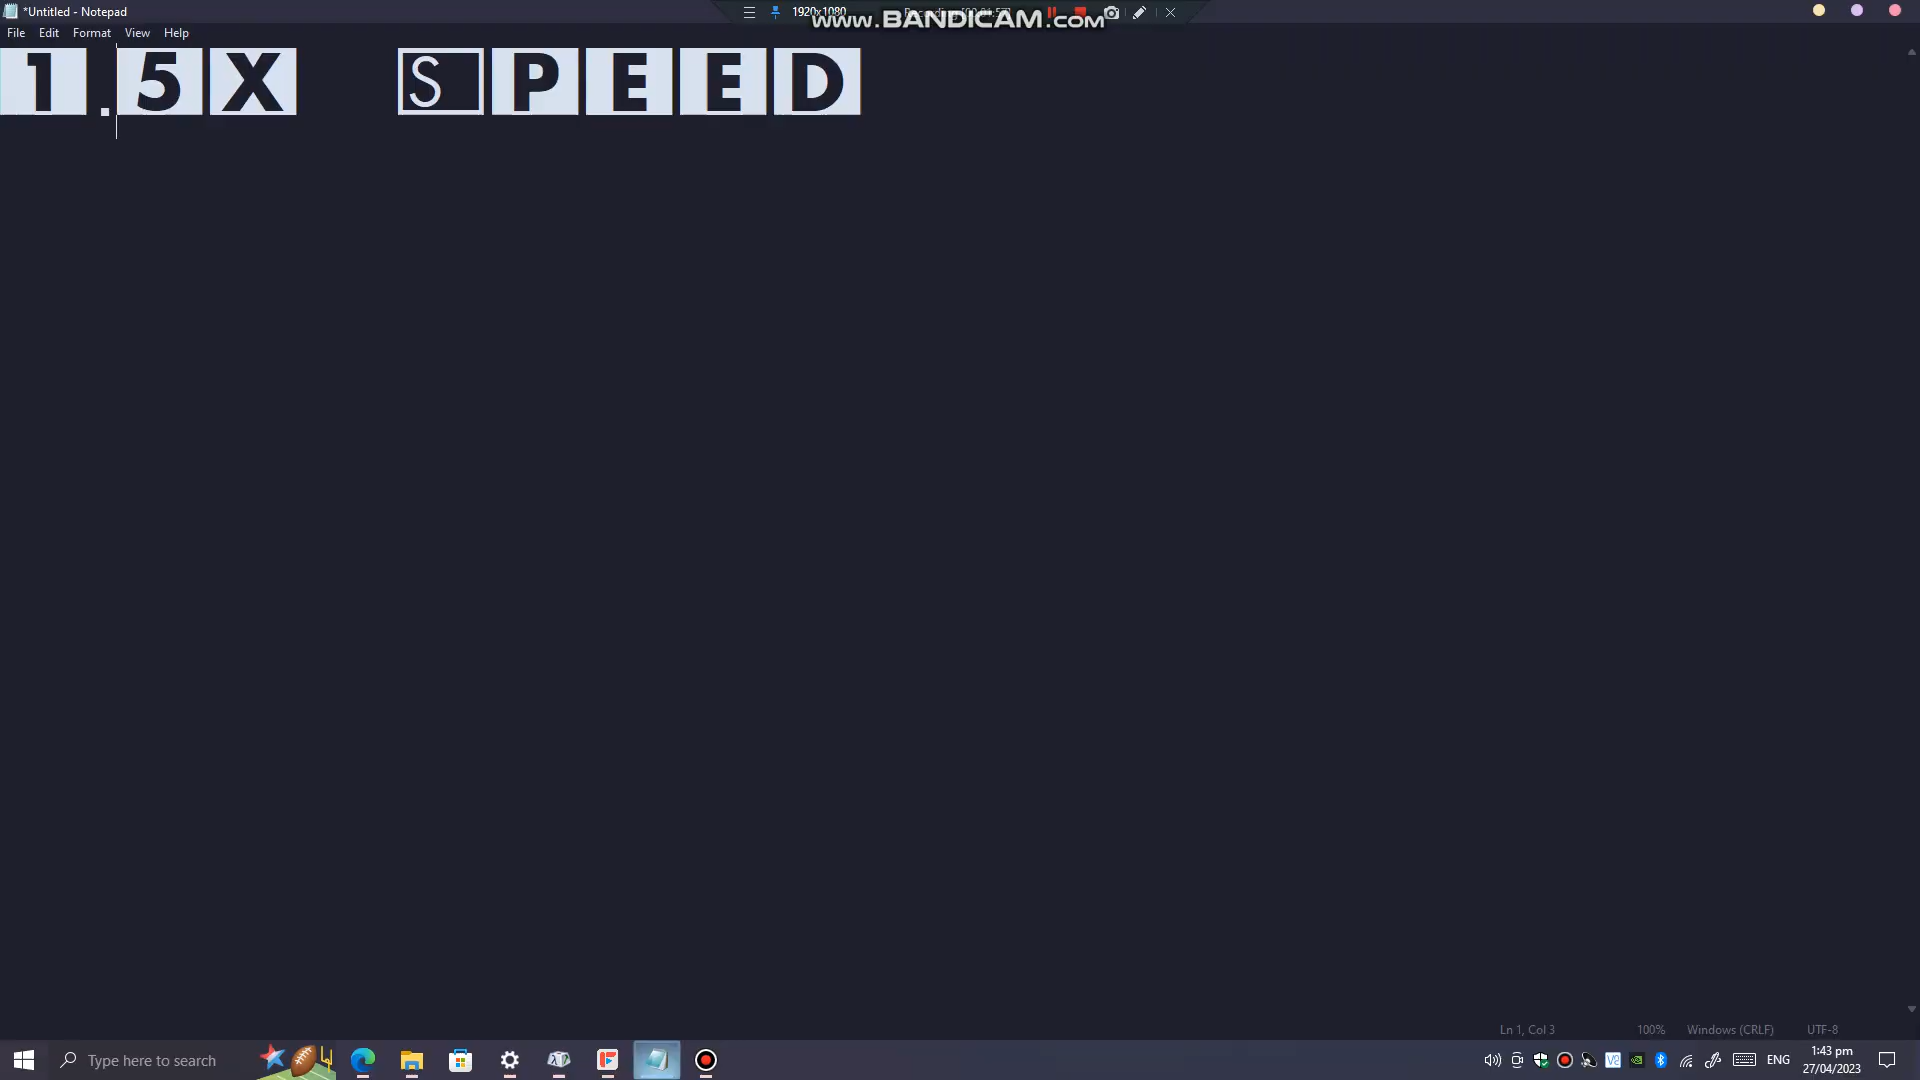 *Untitled - Notepad
1920x1080
www.BANDICAM.com
File Edit Format View Help
1.5X SPEED
Ln 1, Col 3 100% Windows (CRLF) UTF-8
Type here to search
ENG
1:43 pm
27/04/2023